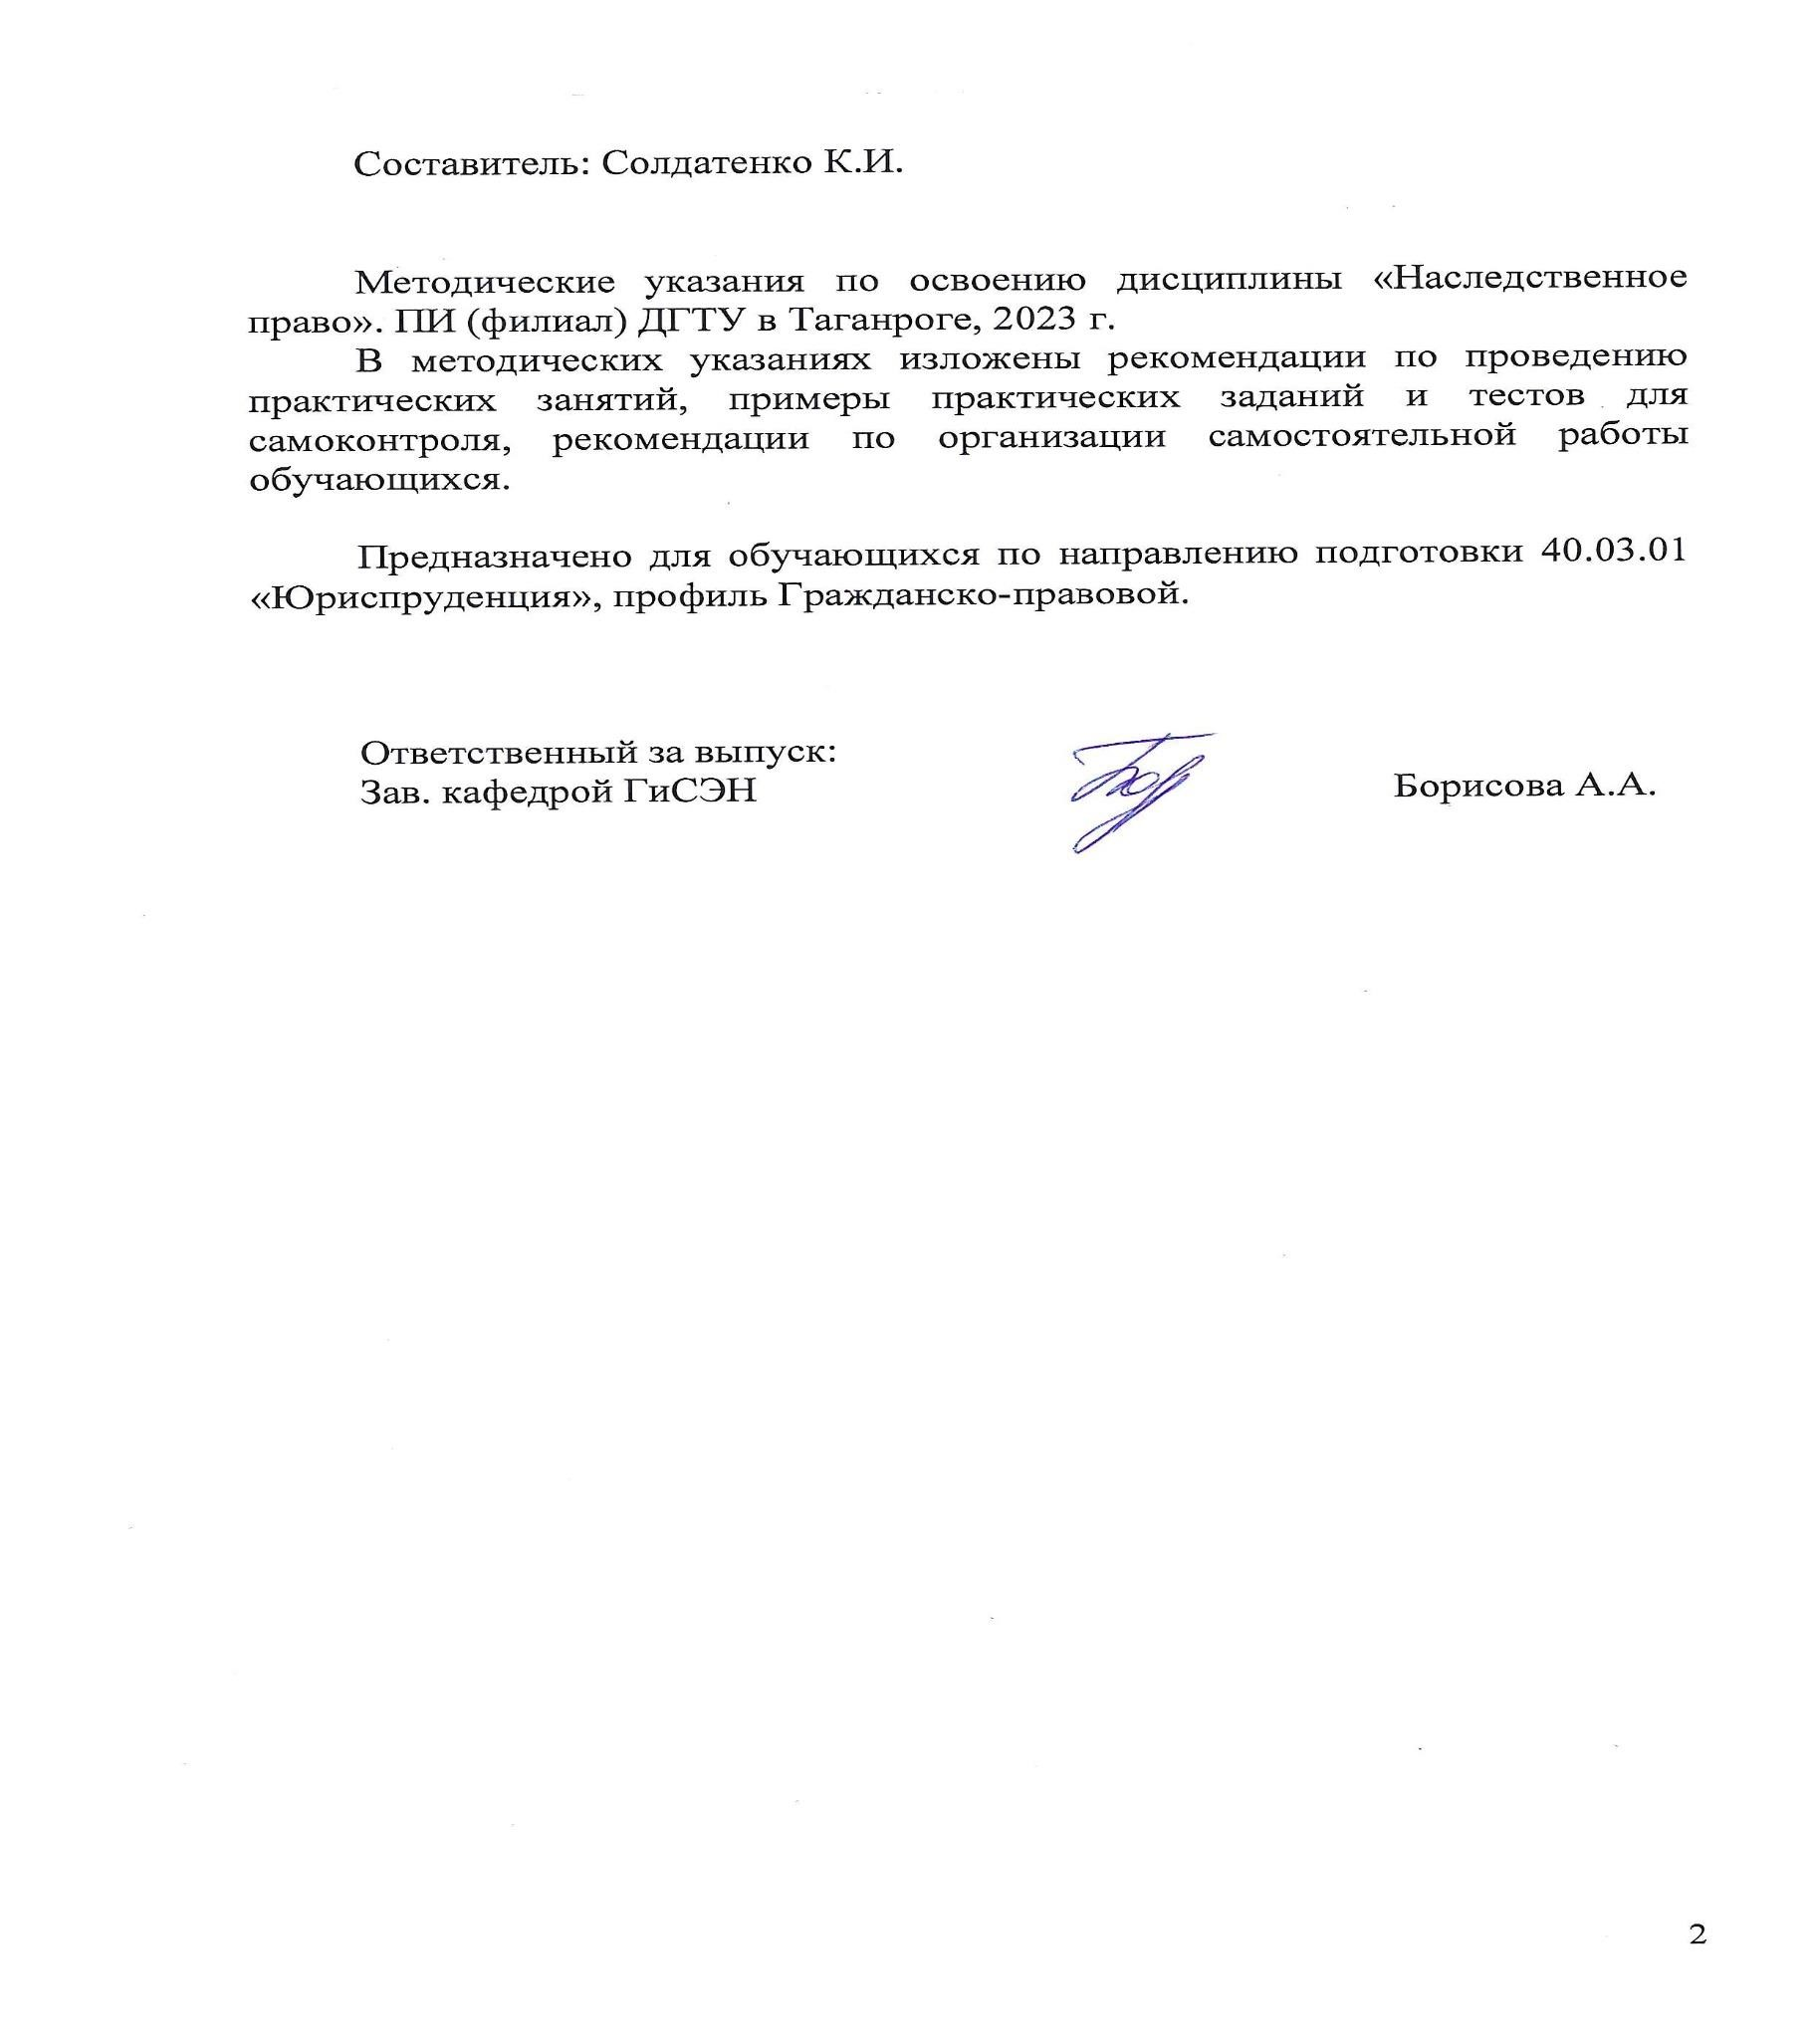 Составитель: Солдатенко К.И.
Методические указания по освоению дисциплины «Наследственное
право». ПИ (филиал) ДГТУ в Таганроге, 2023 г.
В методических указаниях изложены рекомендации по проведению
практических занятий, примеры практических заданий и тестов для
самоконтроля, рекомендации по организации самостоятельной работы
обучающихся.
Предназначено для обучающихся по направлению подготовки 40.03.01
«Юриспруденция», профиль Гражданско-правовой.
Ответственный за выпуск:
Зав. кафедрой ГиСЭН Борисова А.А.
2